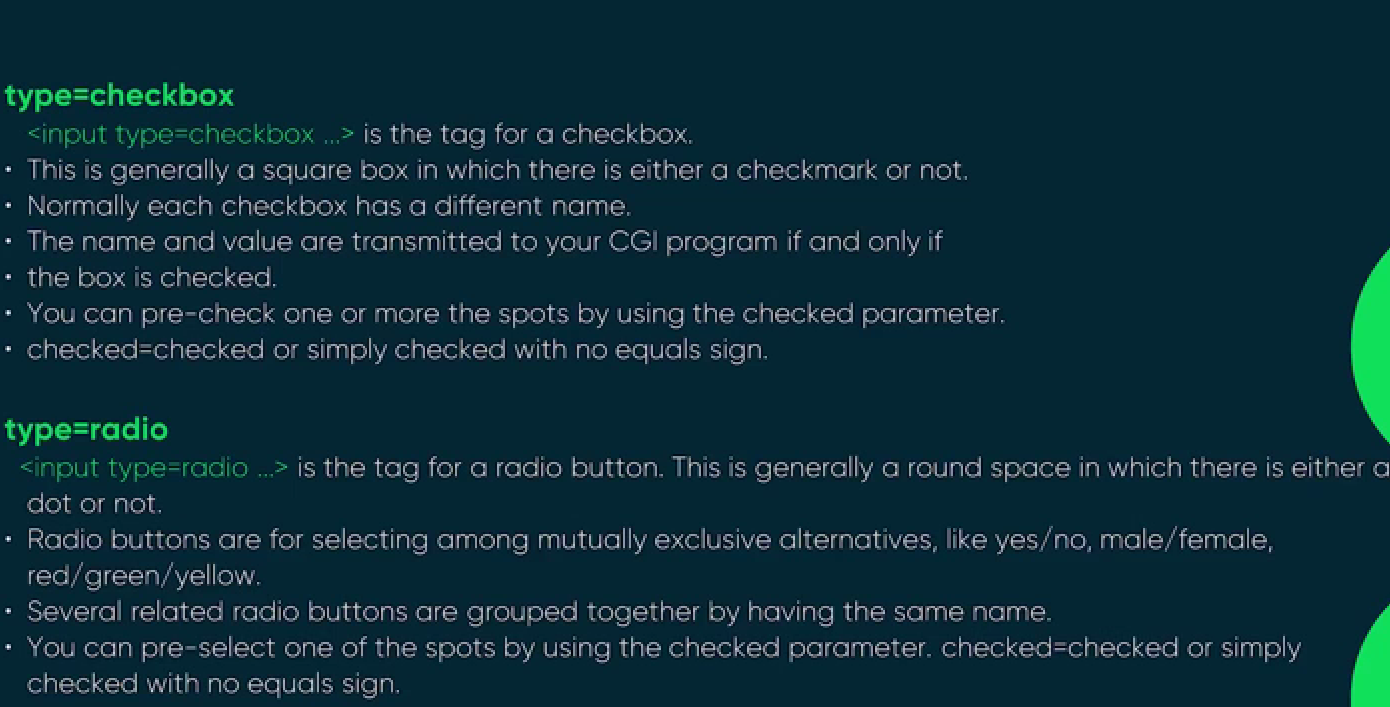 type=checkbox
<input type=checkbox ...> is the tag for a checkbox.
• This is generally a square box in which there is either a checkmark or not.
• Normally each checkbox has a different name.
• The name and value are transmitted to your CGI program if and only if
• the box is checked.
• You can pre-check one or more the spots by using the checked parameter.
• checked=checked or simply checked with no equals sign.
type=radio
<input type=radio ...> is the tag for a radio button. This is generally a round space in which there is either a
dot or not.
• Radio buttons are for selecting among mutually exclusive alternatives, like yes/no, male/female,
red/green/yellow.
• Several related radio buttons are grouped together by having the same name.
• You can pre-select one of the spots by using the checked parameter. checked=checked or simply
checked with no equals sign.